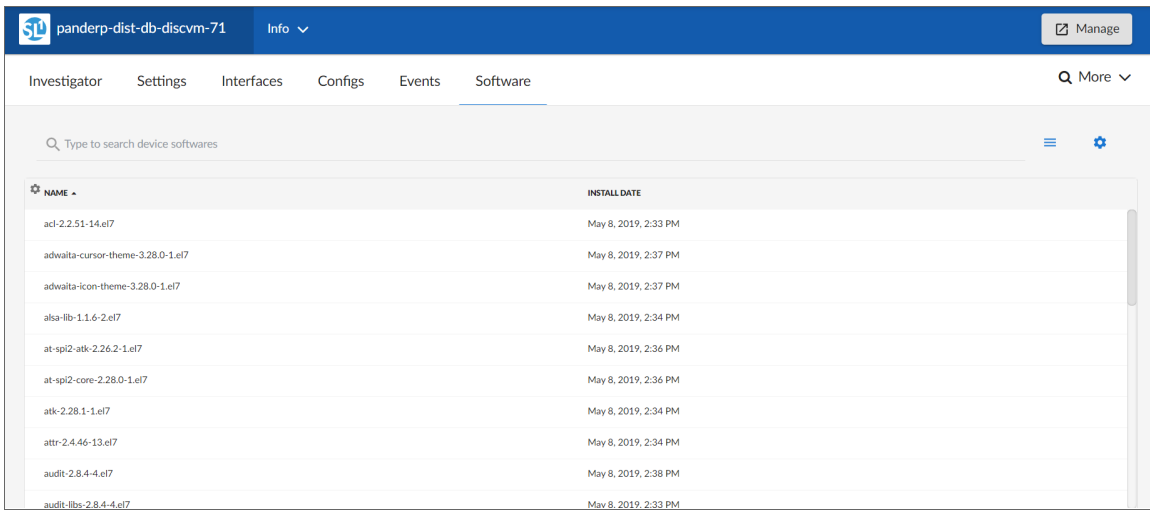 SL1 panderp-dist-db-discvm-71 Info Manage
Investigator Settings Interfaces Configs Events Software More
Type to search device softwares
NAME INSTALL DATE
acl-2.2.51-14.el7 May 8, 2019, 2:33 PM
adwaita-cursor-theme-3.28.0-1.el7 May 8, 2019, 2:37 PM
adwaita-icon-theme-3.28.0-1.el7 May 8, 2019, 2:37 PM
alsa-lib-1.1.6-2.el7 May 8, 2019, 2:34 PM
at-spi2-atk-2.26.2-1.el7 May 8, 2019, 2:36 PM
at-spi2-core-2.28.0-1.el7 May 8, 2019, 2:36 PM
atk-2.28.1-1.el7 May 8, 2019, 2:34 PM
attr-2.4.46-13.el7 May 8, 2019, 2:34 PM
audit-2.8.4-4.el7 May 8, 2019, 2:38 PM
audit-libs-2.8.4-4.el7 May 8, 2019, 2:33 PM